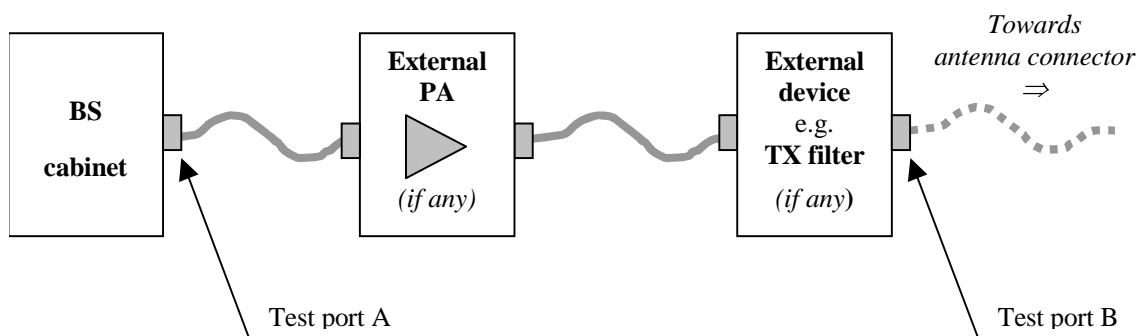 BS
cabinet
External
PA
(if any)
External
device
e.g.
TX filter
(if any)
Towards
antenna connector
⇒
Test port A
Test port B